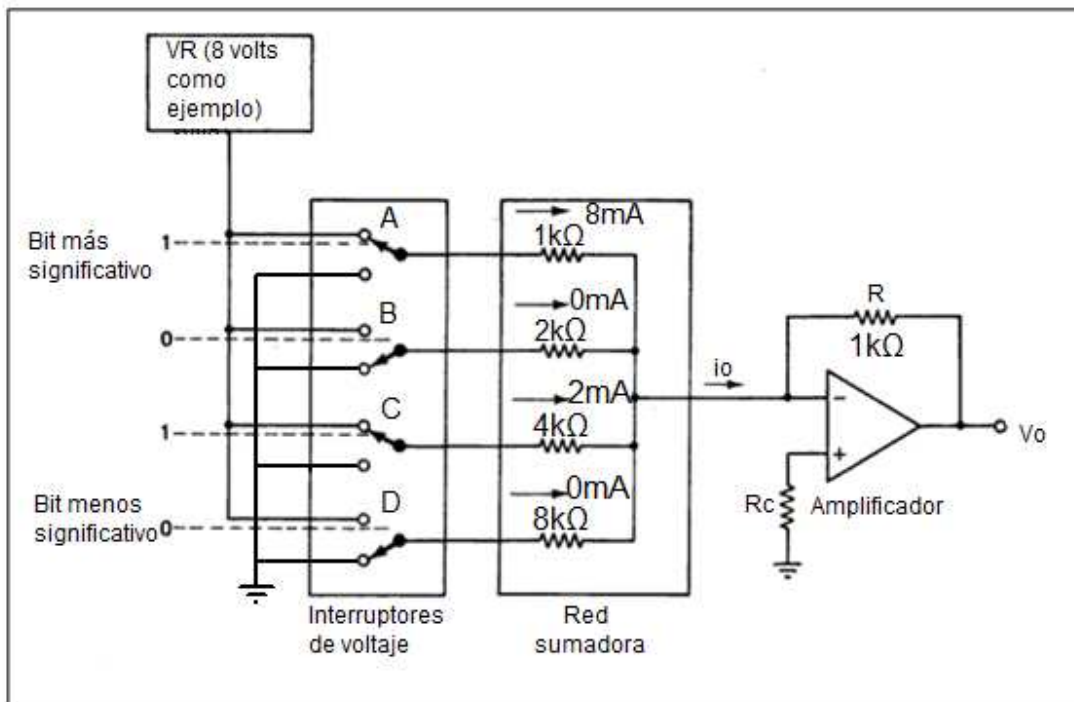 VR (8 volts
como
ejemplo)
Bit más
significativo
1
A
8mA
1kΩ
0
B
0mA
2kΩ
R
1kΩ
io
1
C
2mA
4kΩ
-
+
Vo
Bit menos
significativo
0
D
0mA
8kΩ
Rc
Amplificador
Interruptores
de voltaje
Red
sumadora